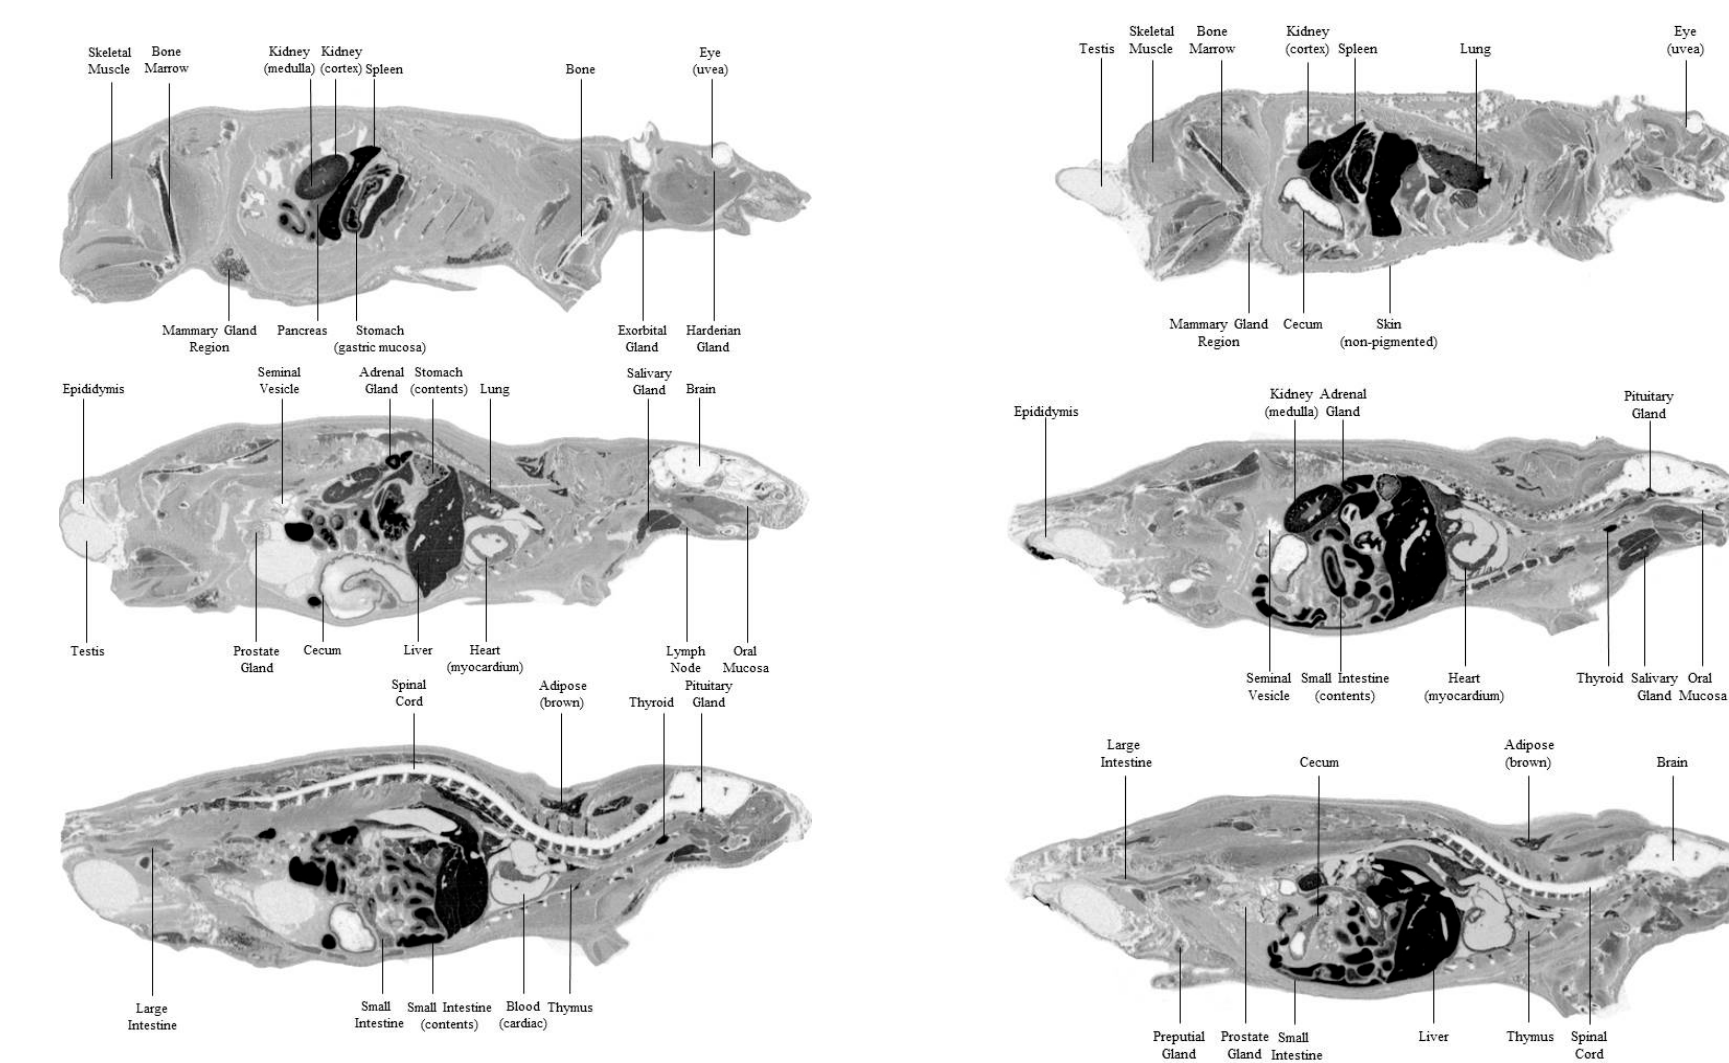 Skeletal Muscle
Bone Marrow
Kidney (medulla)
Kidney (cortex)
Spleen
Bone
Eye (uvea)
Mammary Gland Region
Pancreas
Stomach (gastric mucosa)
Exorbital Gland
Harderian Gland
Epididymis
Seminal Vesicle
Adrenal Gland
Stomach (contents)
Lung
Salivary Gland
Brain
Testis
Prostate Gland
Cecum
Liver
Heart (myocardium)
Lymph Node
Oral Mucosa
Spinal Cord
Adipose (brown)
Thyroid
Pituitary Gland
Large Intestine
Small Intestine
Small Intestine (contents)
Blood (cardiac)
Thymus
Testis
Skeletal Muscle
Bone Marrow
Kidney (cortex)
Spleen
Lung
Eye (uvea)
Mammary Gland Region
Cecum
Skin (non-pigmented)
Epididymis
Kidney (medulla)
Adrenal Gland
Pituitary Gland
Seminal Vesicle
Small Intestine (contents)
Heart (myocardium)
Thyroid
Salivary Gland
Oral Mucosa
Large Intestine
Cecum
Adipose (brown)
Brain
Preputial Gland
Prostate Gland
Small Intestine
Liver
Thymus
Spinal Cord